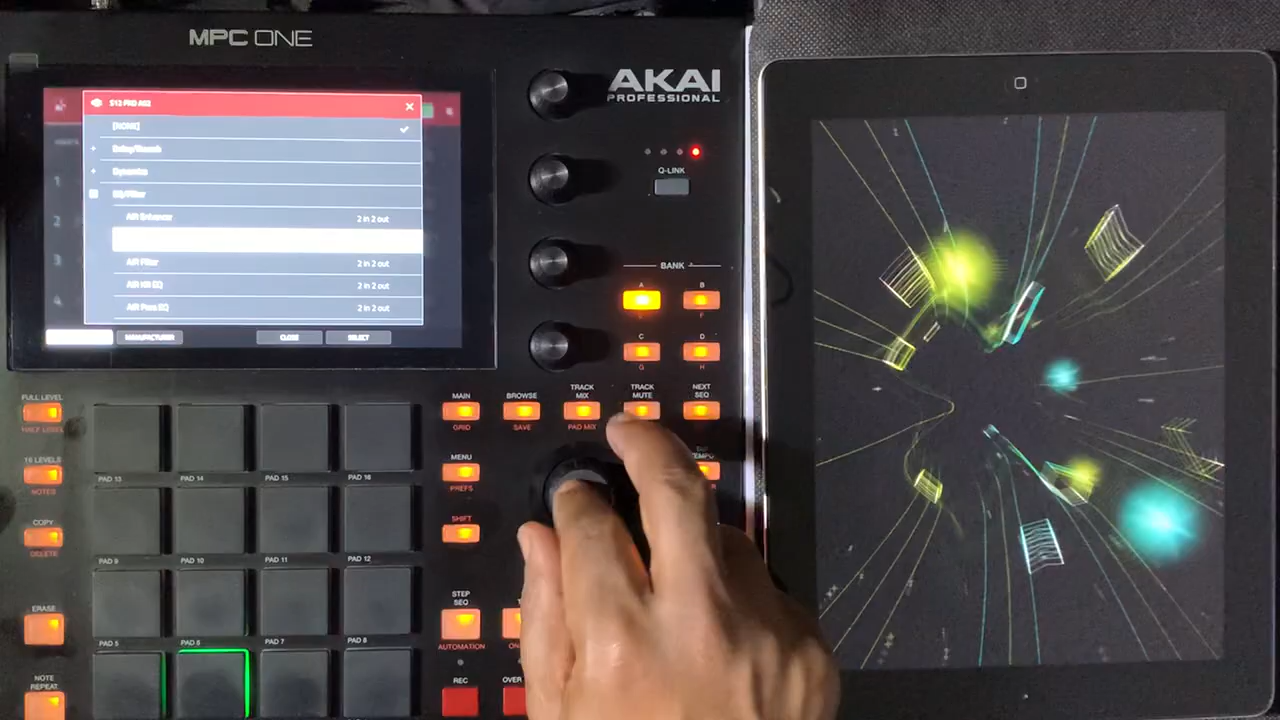 MPC ONE
AKAI
PROFESSIONAL
S12 PAD A02
[NONE]
Delay/Reverb
Dynamics
EQ/Filter
AIR Enhancer 2 in 2 out
AIR Filter 2 in 2 out
AIR Kill EQ 2 in 2 out
AIR Para EQ 2 in 2 out
MANUFACTURER
CLOSE
SELECT
Q-LINK
BANK
A
B
F
C
D
G
H
FULL LEVEL
HALF LEVEL
16 LEVELS
NOTES
COPY
DELETE
ERASE
NOTE
REPEAT
PAD 13
PAD 14
PAD 15
PAD 16
PAD 9
PAD 10
PAD 11
PAD 12
PAD 5
PAD 6
PAD 7
PAD 8
MAIN
GRID
BROWSE
SAVE
TRACK
MIX
PAD MIX
TRACK
MUTE
NEXT
SEQ
MENU
PREFS
SHIFT
STEP
SEQ
AUTOMATION
REC
OVER